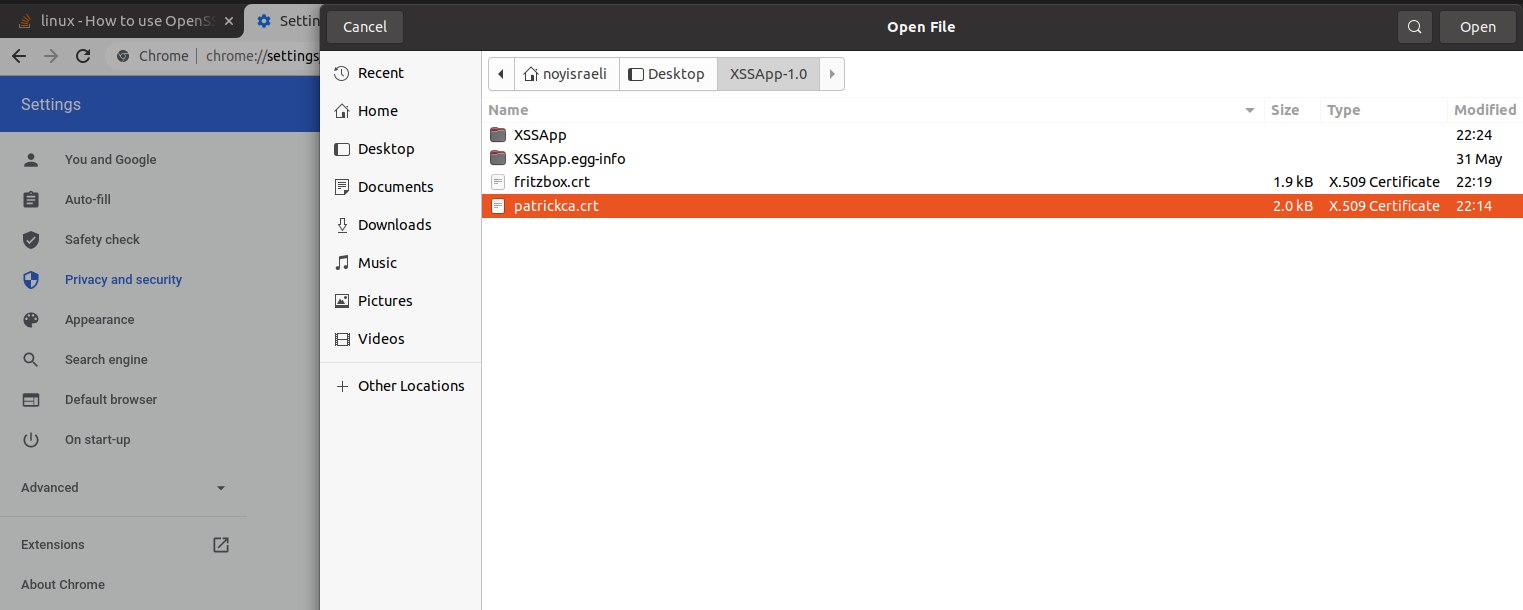 linux - How to use OpenSS
Settin
Cancel
Open File
Open
Chrome
chrome://settings
Settings
You and Google
Auto-fill
Safety check
Privacy and security
Appearance
Search engine
Default browser
On start-up
Advanced
Extensions
About Chrome
Recent
Home
Desktop
Documents
Downloads
Music
Pictures
Videos
Other Locations
noyisraeli
Desktop
XSSApp-1.0
Name Size Type Modified
XSSApp 22:24
XSSApp.egg-info 31 May
fritzbox.crt 1.9 kB X.509 Certificate 22:19
patrickca.crt 2.0 kB X.509 Certificate 22:14